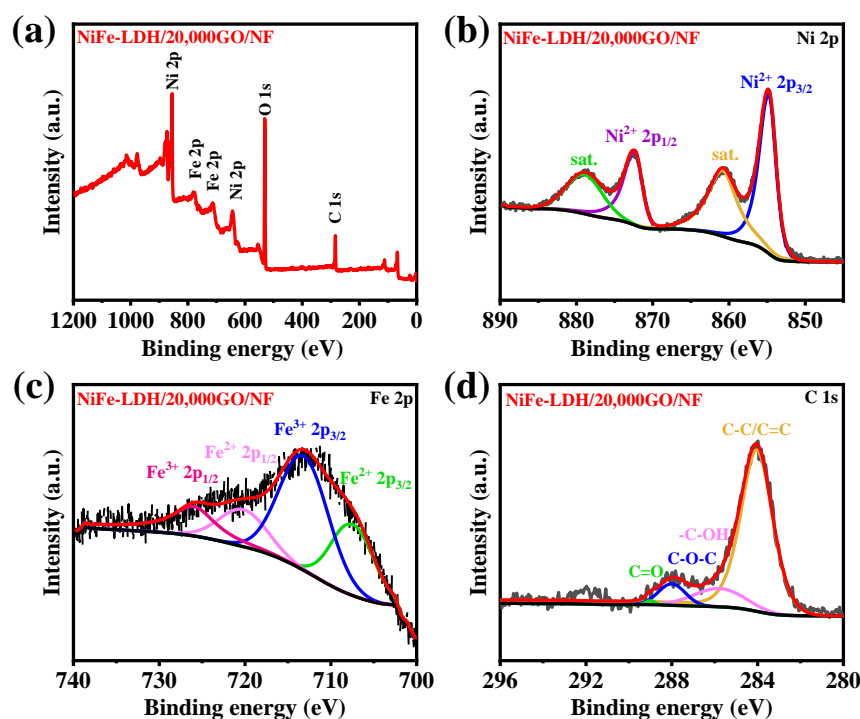 (a)
Ni 2p
Fe 2p
Fe 2p
Ni 2p
O 1s
C 1s
NiFe-LDH/20,000GO/NF
Intensity (a.u.)
1200 1000 800 600 400 200 0
Binding energy (eV)
(b)
NiFe-LDH/20,000GO/NF Ni 2p
Ni²⁺ 2p₃/₂
Ni²⁺ 2p₁/₂
sat. sat.
Intensity (a.u.)
890 880 870 860 850
Binding energy (eV)
(c)
NiFe-LDH/20,000GO/NF Fe 2p
Fe³⁺ 2p₃/₂
Fe²⁺ 2p₁/₂
Fe³⁺ 2p₁/₂ Fe²⁺ 2p₃/₂
Intensity (a.u.)
740 730 720 710 700
Binding energy (eV)
(d)
NiFe-LDH/20,000GO/NF C 1s
C-C/C=C
-C-OH
C-O-C
C=O
Intensity (a.u.)
296 292 288 284 280
Binding energy (eV)